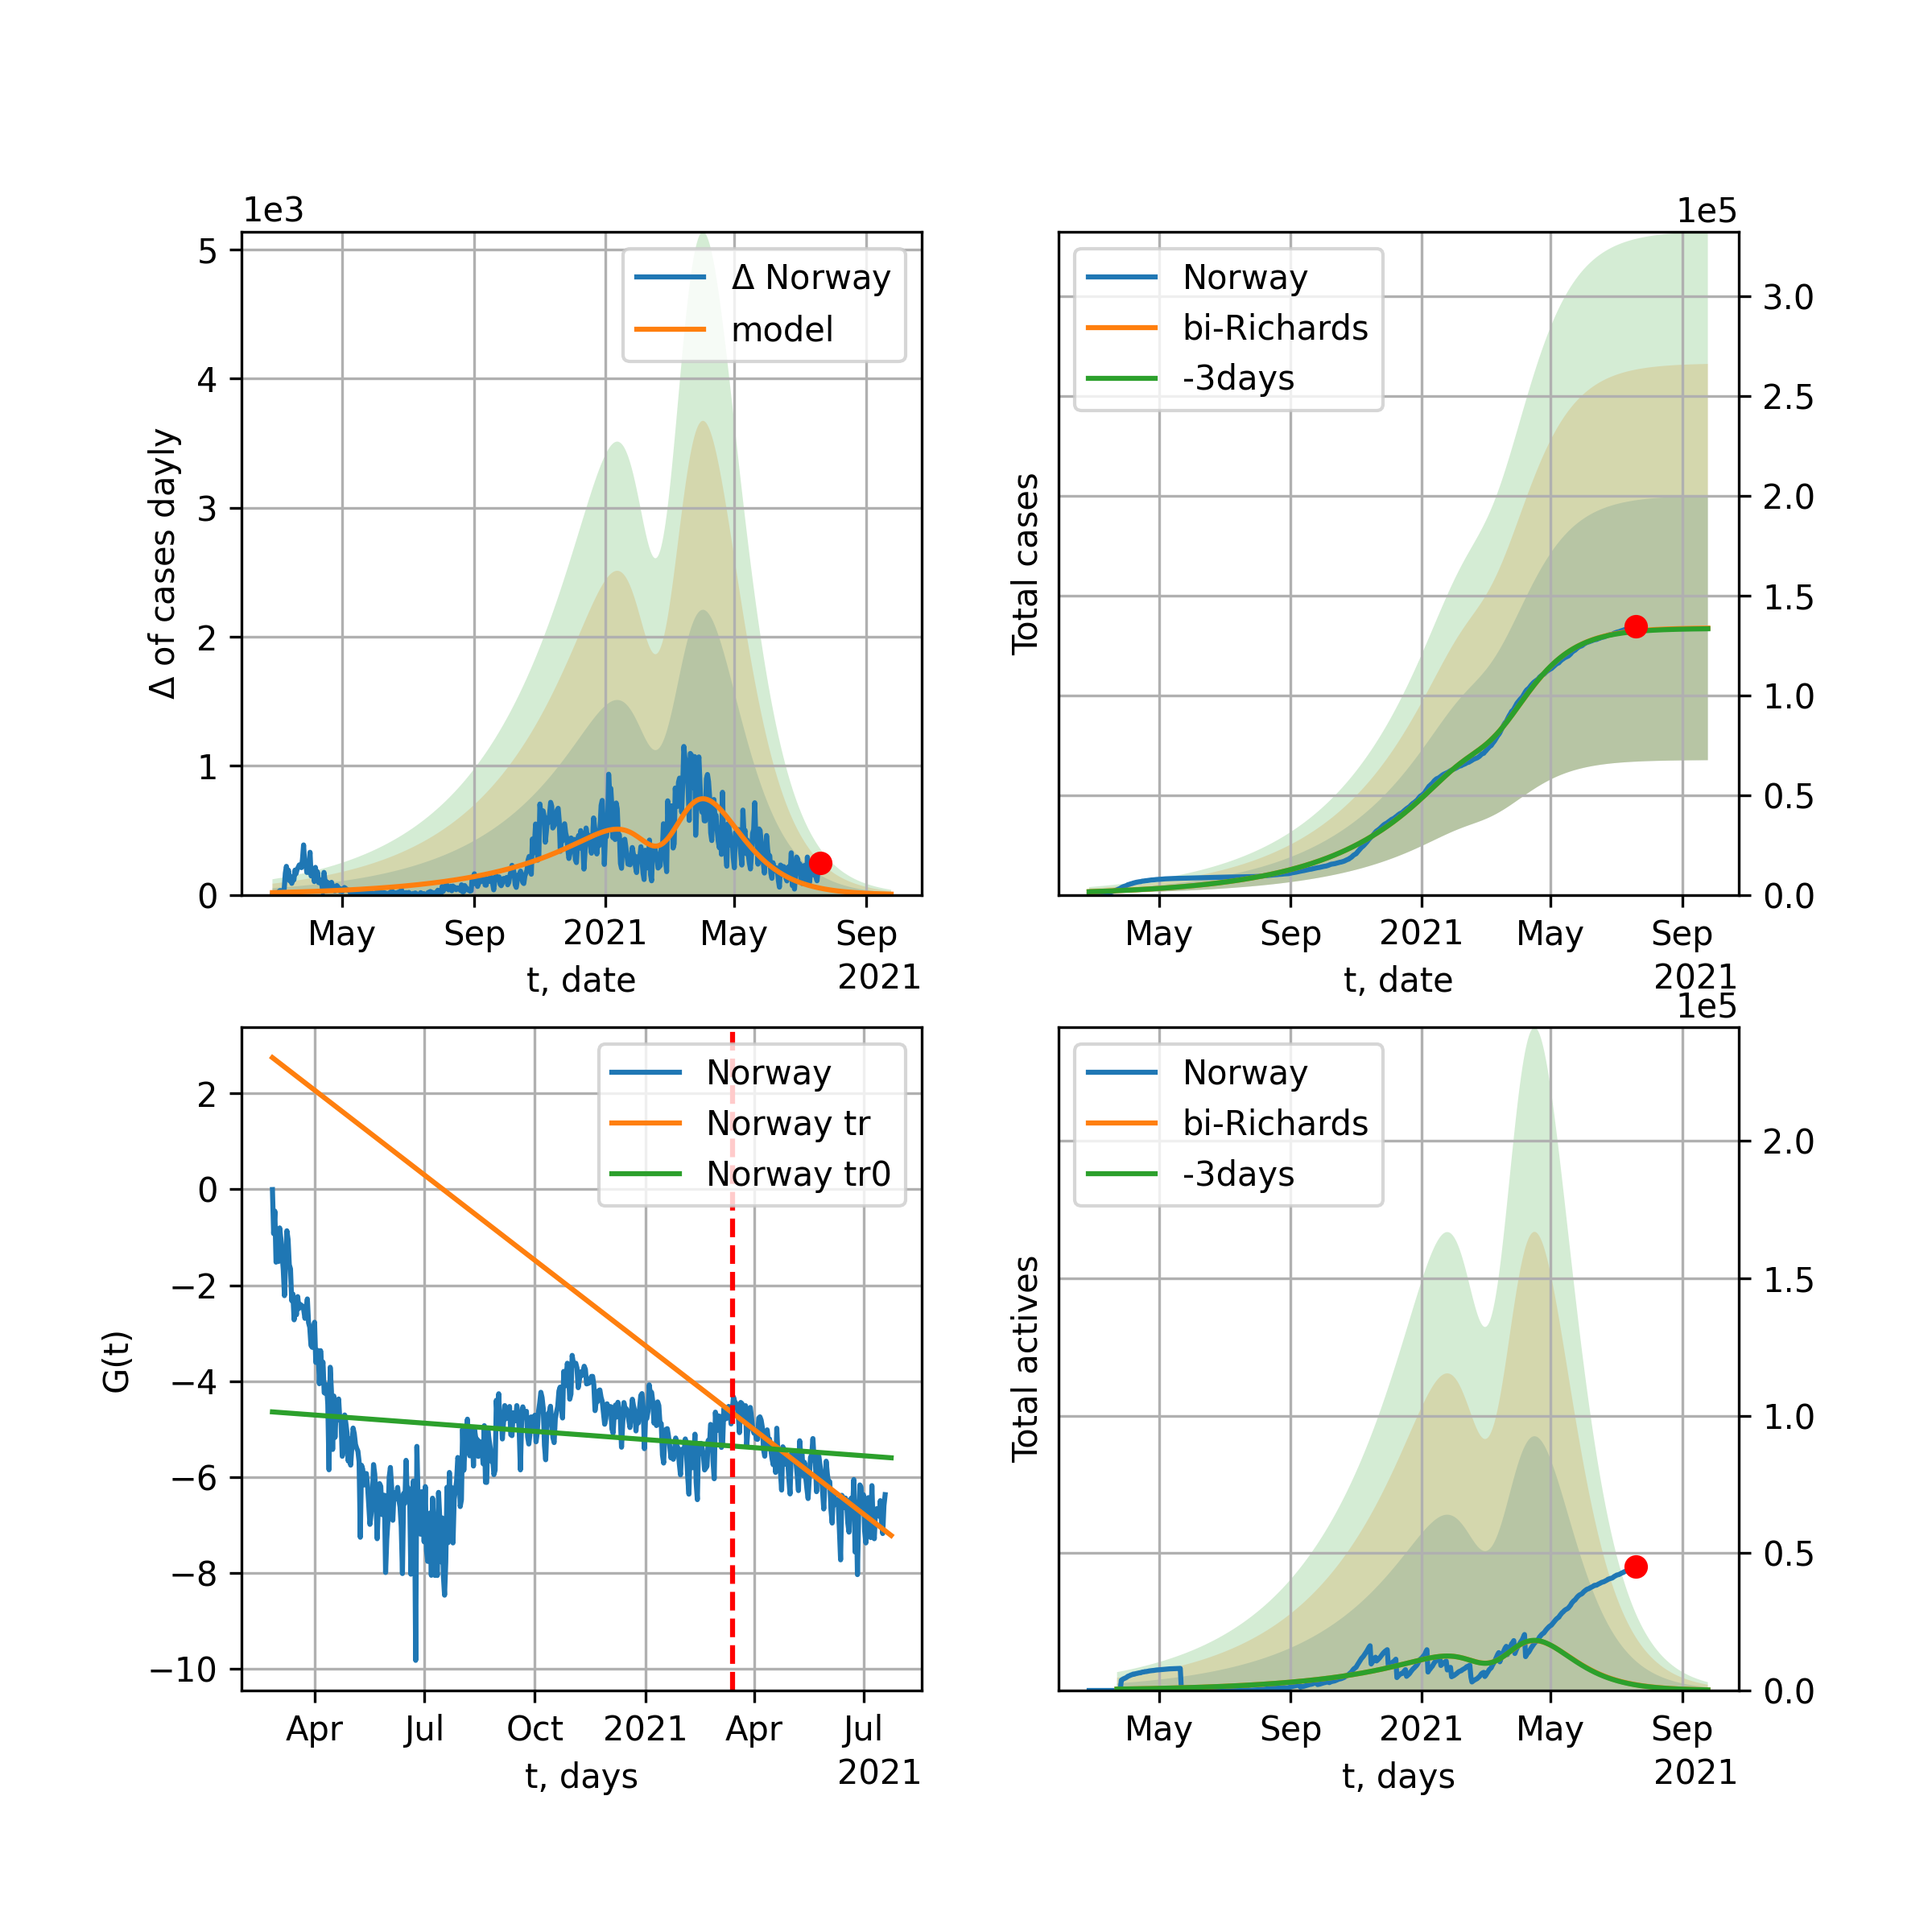 1e3
5
4
3
2
1
0
Δ of cases dayly
Δ Norway
model
May Sep 2021 May Sep
2021
t, date
1e5
3.0
2.5
2.0
1.5
1.0
0.5
0.0
Total cases
Norway
bi-Richards
-3days
May Sep 2021 May Sep
2021
t, date
2
0
−2
−4
−6
−8
−10
G(t)
Norway
Norway tr
Norway tr0
Apr Jul Oct 2021 Apr Jul
2021
t, days
1e5
2.0
1.5
1.0
0.5
0.0
Total actives
Norway
bi-Richards
-3days
May Sep 2021 May Sep
2021
t, days